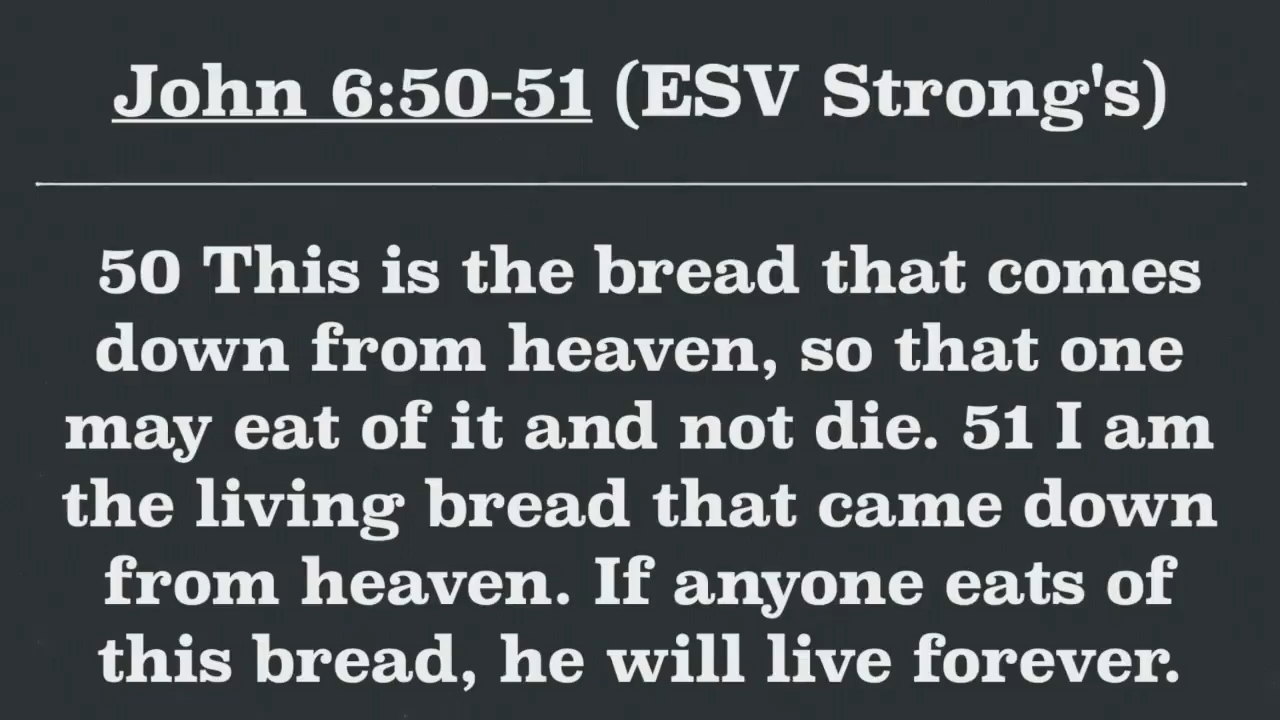 John 6:50-51 (ESV Strong's)
50 This is the bread that comes
down from heaven, so that one
may eat of it and not die. 51 I am
the living bread that came down
from heaven. If anyone eats of
this bread, he will live forever.